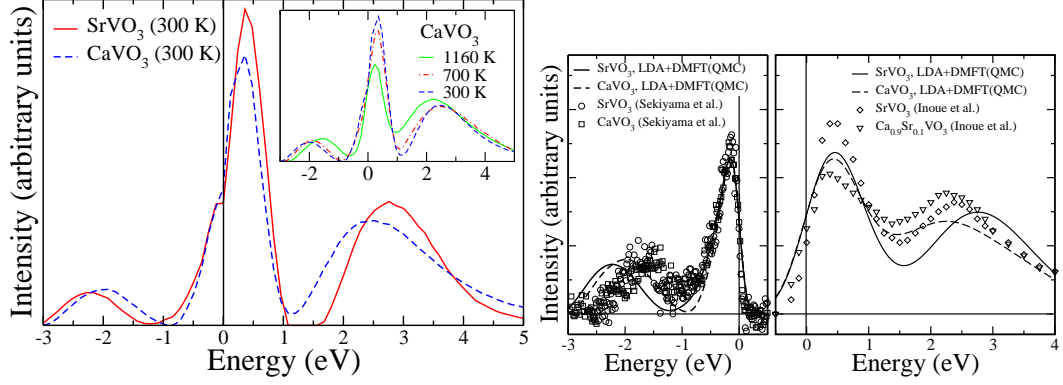 SrVO3 (300 K)
CaVO3 (300 K)
CaVO3
1160 K
700 K
300 K
-2 0 2 4
-3 -2 -1 0 1 2 3 4 5
Energy (eV)
Intensity (arbitrary units)
SrVO3, LDA+DMFT(QMC)
CaVO3, LDA+DMFT(QMC)
SrVO3 (Sekiyama et al.)
CaVO3 (Sekiyama et al.)
-3 -2 -1 0
Energy (eV)
Intensity (arbitrary units)
SrVO3, LDA+DMFT(QMC)
CaVO3, LDA+DMFT(QMC)
SrVO3 (Inoue et al.)
Ca0.9Sr0.1VO3 (Inoue et al.)
0 1 2 3 4
Energy (eV)